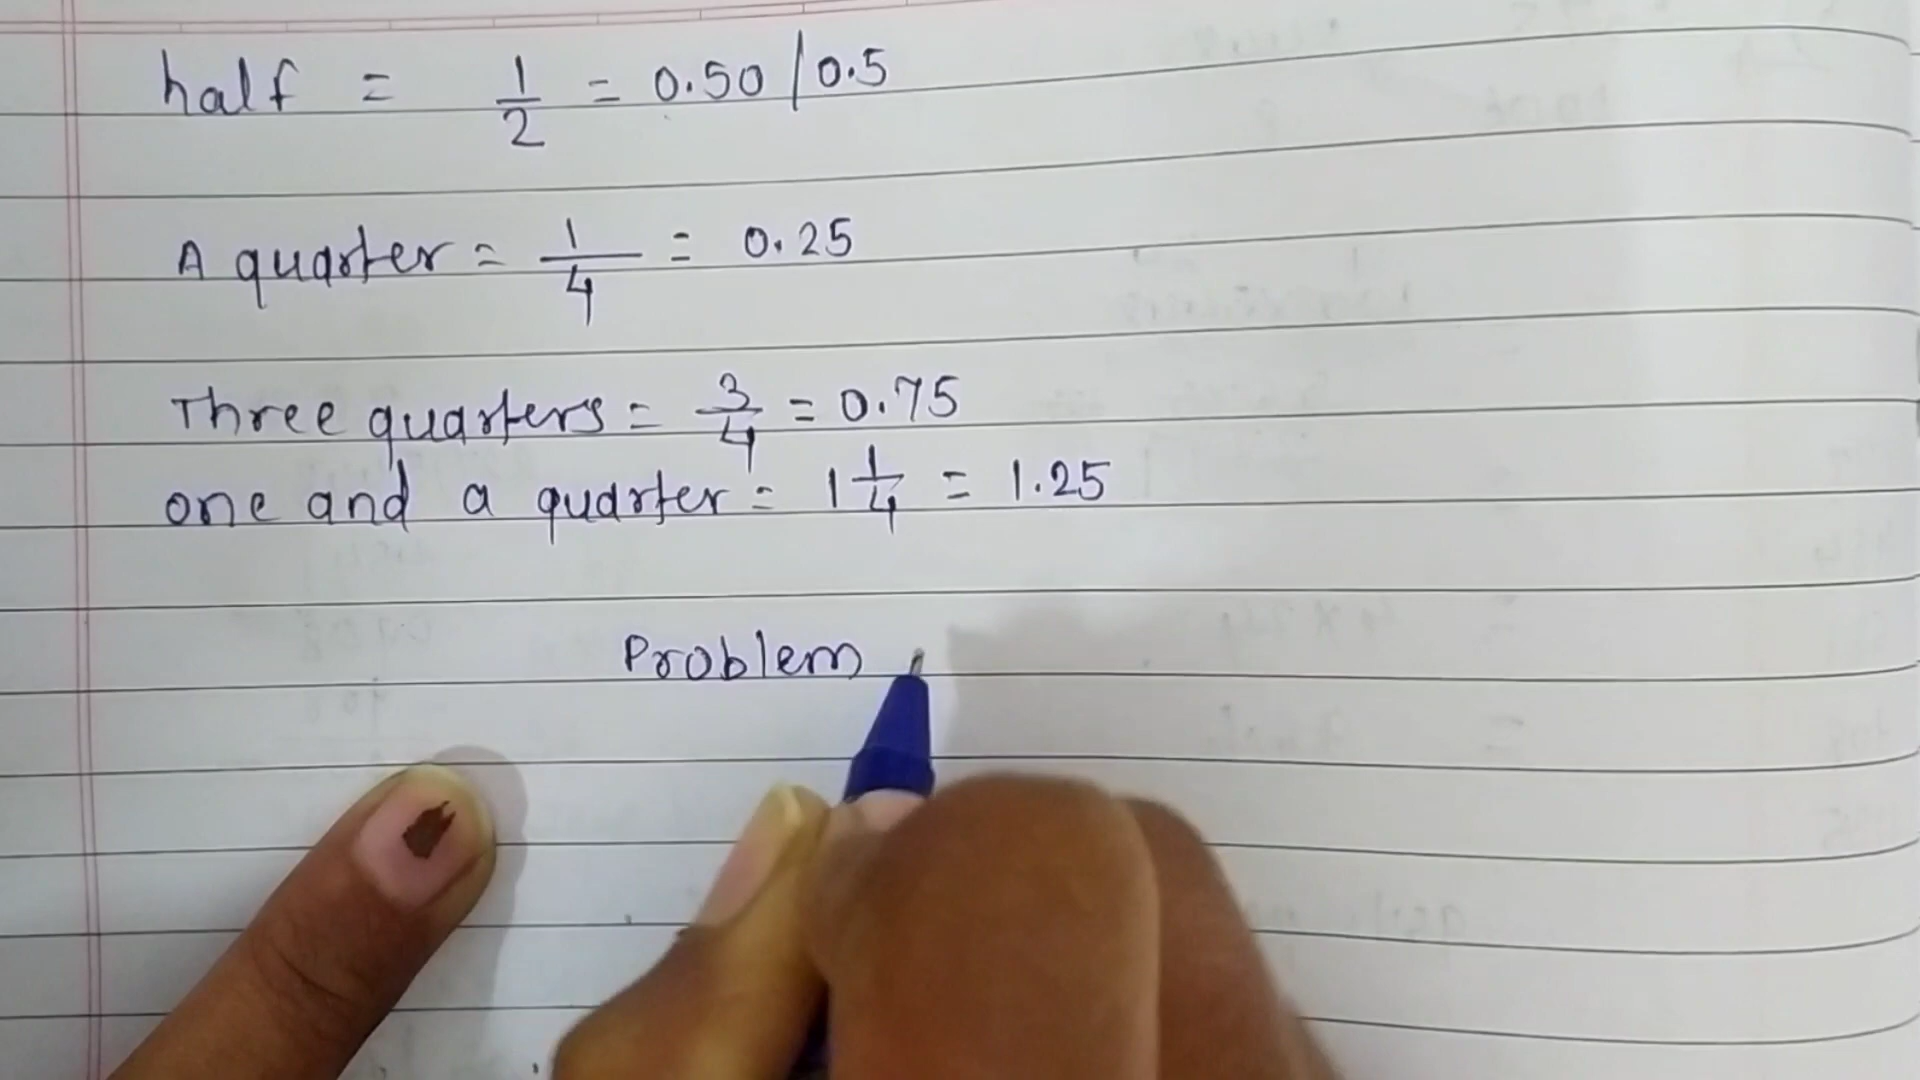 half = 1/2 = 0.50 / 0.5
A quarter = 1/4 = 0.25
Three quarters = 3/4 = 0.75
one and a quarter = 1 1/4 = 1.25
Problem